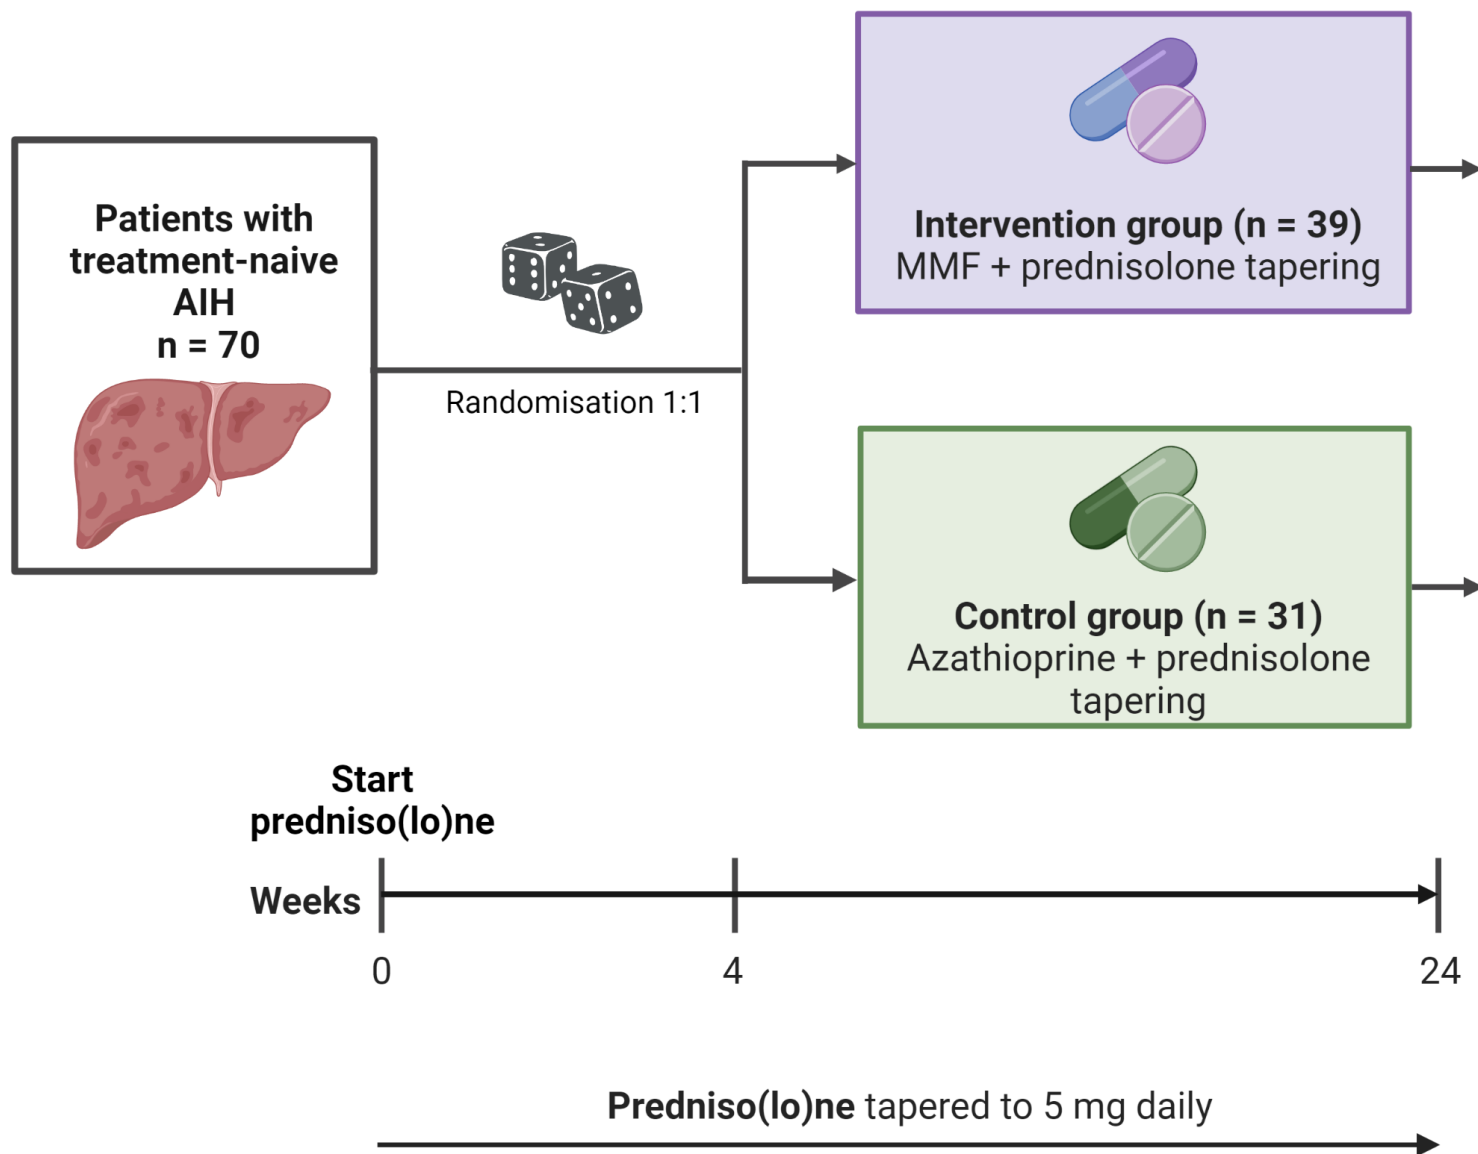 Patients with
treatment-naive
AIH
n = 70
Randomisation 1:1
Intervention group (n = 39)
MMF + prednisolone tapering
Control group (n = 31)
Azathioprine + prednisolone
tapering
Start
predniso(lo)ne
Weeks
0
4
24
Predniso(lo)ne tapered to 5 mg daily